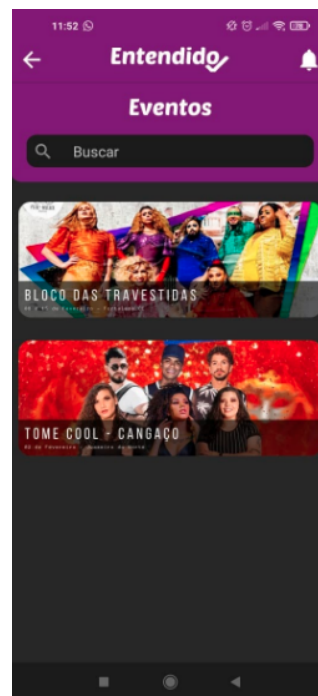 11:52
Entendido
Eventos
Buscar
BLOCO DAS TRAVESTIDAS
TOME COOL - CANGAÇO